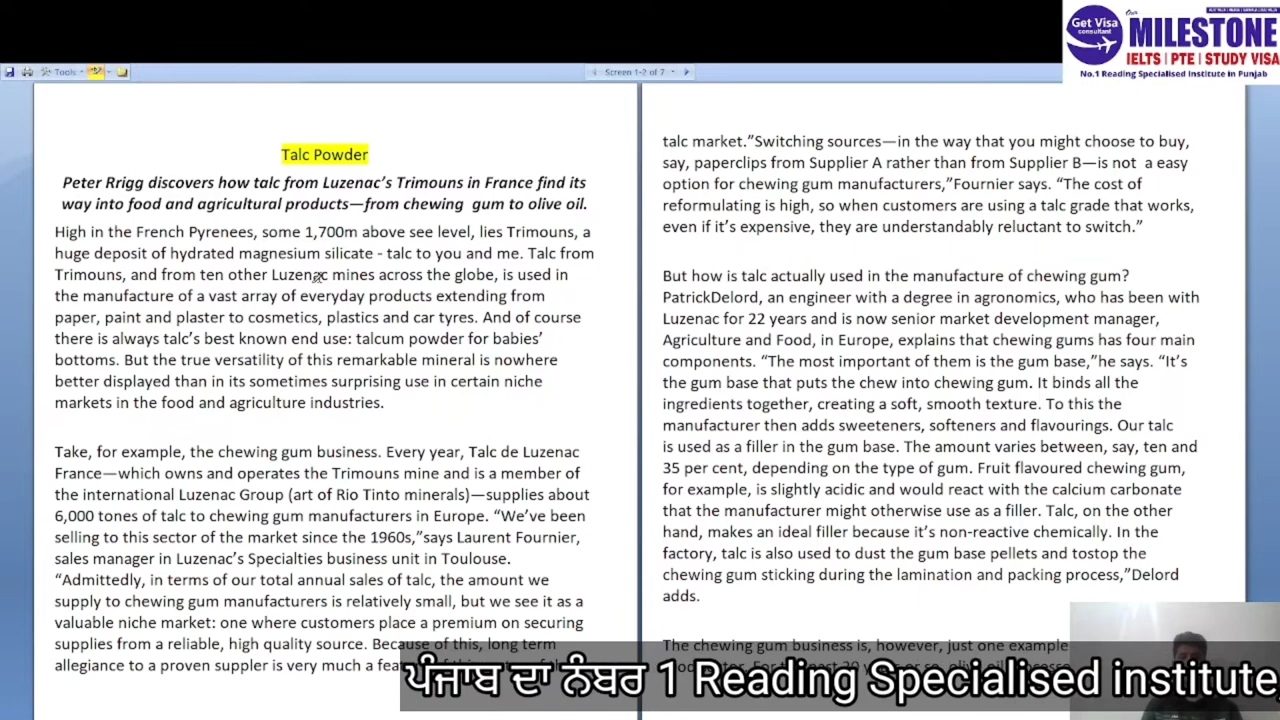 Our
Get Visa
consultant
MILESTONE
IELTS | PTE | STUDY VISA
No.1 Reading Specialised Institute in Punjab
Tools
Screen 1-2 of 7
Talc Powder
Peter Rrigg discovers how talc from Luzenac’s Trimouns in France find its
way into food and agricultural products—from chewing gum to olive oil.
High in the French Pyrenees, some 1,700m above see level, lies Trimouns, a
huge deposit of hydrated magnesium silicate - talc to you and me. Talc from
Trimouns, and from ten other Luzenac mines across the globe, is used in
the manufacture of a vast array of everyday products extending from
paper, paint and plaster to cosmetics, plastics and car tyres. And of course
there is always talc’s best known end use: talcum powder for babies’
bottoms. But the true versatility of this remarkable mineral is nowhere
better displayed than in its sometimes surprising use in certain niche
markets in the food and agriculture industries.
Take, for example, the chewing gum business. Every year, Talc de Luzenac
France—which owns and operates the Trimouns mine and is a member of
the international Luzenac Group (art of Rio Tinto minerals)—supplies about
6,000 tones of talc to chewing gum manufacturers in Europe. “We’ve been
selling to this sector of the market since the 1960s,”says Laurent Fournier,
sales manager in Luzenac’s Specialties business unit in Toulouse.
“Admittedly, in terms of our total annual sales of talc, the amount we
supply to chewing gum manufacturers is relatively small, but we see it as a
valuable niche market: one where customers place a premium on securing
supplies from a reliable, high quality source. Because of this, long term
allegiance to a proven suppler is very much a
talc market.”Switching sources—in the way that you might choose to buy,
say, paperclips from Supplier A rather than from Supplier B—is not a easy
option for chewing gum manufacturers,”Fournier says. “The cost of
reformulating is high, so when customers are using a talc grade that works,
even if it’s expensive, they are understandably reluctant to switch.”
But how is talc actually used in the manufacture of chewing gum?
PatrickDelord, an engineer with a degree in agronomics, who has been with
Luzenac for 22 years and is now senior market development manager,
Agriculture and Food, in Europe, explains that chewing gums has four main
components. “The most important of them is the gum base,”he says. “It’s
the gum base that puts the chew into chewing gum. It binds all the
ingredients together, creating a soft, smooth texture. To this the
manufacturer then adds sweeteners, softeners and flavourings. Our talc
is used as a filler in the gum base. The amount varies between, say, ten and
35 per cent, depending on the type of gum. Fruit flavoured chewing gum,
for example, is slightly acidic and would react with the calcium carbonate
that the manufacturer might otherwise use as a filler. Talc, on the other
hand, makes an ideal filler because it’s non-reactive chemically. In the
factory, talc is also used to dust the gum base pellets and tostop the
chewing gum sticking during the lamination and packing process,”Delord
adds.
The chewing gum business is, however, just one example
ਪੰਜਾਬ ਦਾ ਨੰਬਰ 1 Reading Specialised institute,